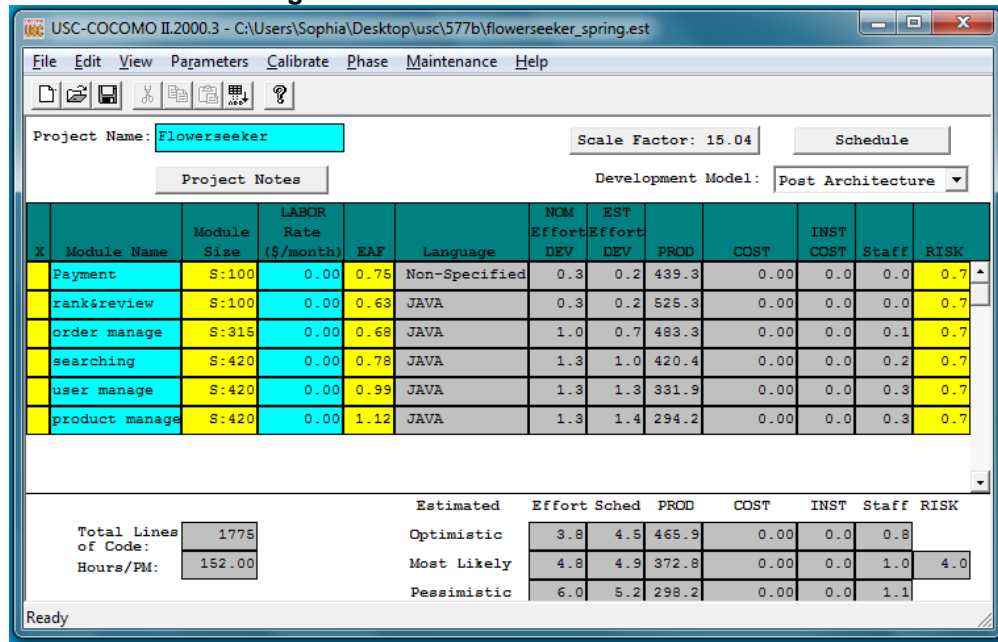 USC-COCOMO II.2000.3 - C:\Users\Sophia\Desktop\usc\577b\flowerseeker_spring.est
File Edit View Parameters Calibrate Phase Maintenance Help
Project Name: Flowerseeker Scale Factor: 15.04 Schedule
Project Notes Development Model: Post Architecture
X Module Name Module Size LABOR Rate ($/month) EAF Language NOM Effort DEV EST Effort DEV PROD COST INST COST Staff RISK
Payment S:100 0.00 0.75 Non-Specified 0.3 0.2 439.3 0.00 0.0 0.0 0.7
rank&review S:100 0.00 0.63 JAVA 0.3 0.2 525.3 0.00 0.0 0.0 0.7
order manage S:315 0.00 0.68 JAVA 1.0 0.7 483.3 0.00 0.0 0.1 0.7
searching S:420 0.00 0.78 JAVA 1.3 1.0 420.4 0.00 0.0 0.2 0.7
user manage S:420 0.00 0.99 JAVA 1.3 1.3 331.9 0.00 0.0 0.3 0.7
product manage S:420 0.00 1.12 JAVA 1.3 1.4 294.2 0.00 0.0 0.3 0.7
Estimated Effort Sched PROD COST INST Staff RISK
Total Lines of Code: 1775 Optimistic 3.8 4.5 465.9 0.00 0.0 0.8
Hours/PM: 152.00 Most Likely 4.8 4.9 372.8 0.00 0.0 1.0 4.0
Pessimistic 6.0 5.2 298.2 0.00 0.0 1.1
Ready